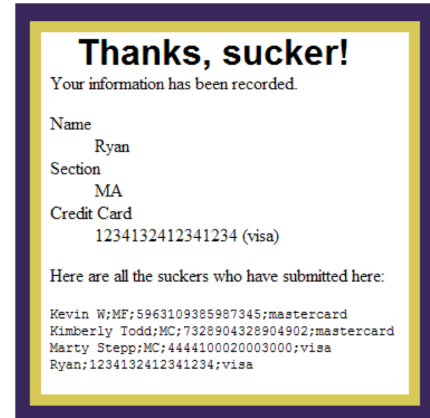 Thanks, sucker!
Your information has been recorded.
Name
Ryan
Section
MA
Credit Card
1234132412341234 (visa)
Here are all the suckers who have submitted here:
Kevin W;MF;5963109385987345;mastercard
Kimberly Todd;MC;7328904328904902;mastercard
Marty Stepp;MC;4444100020003000;visa
Ryan;1234132412341234;visa